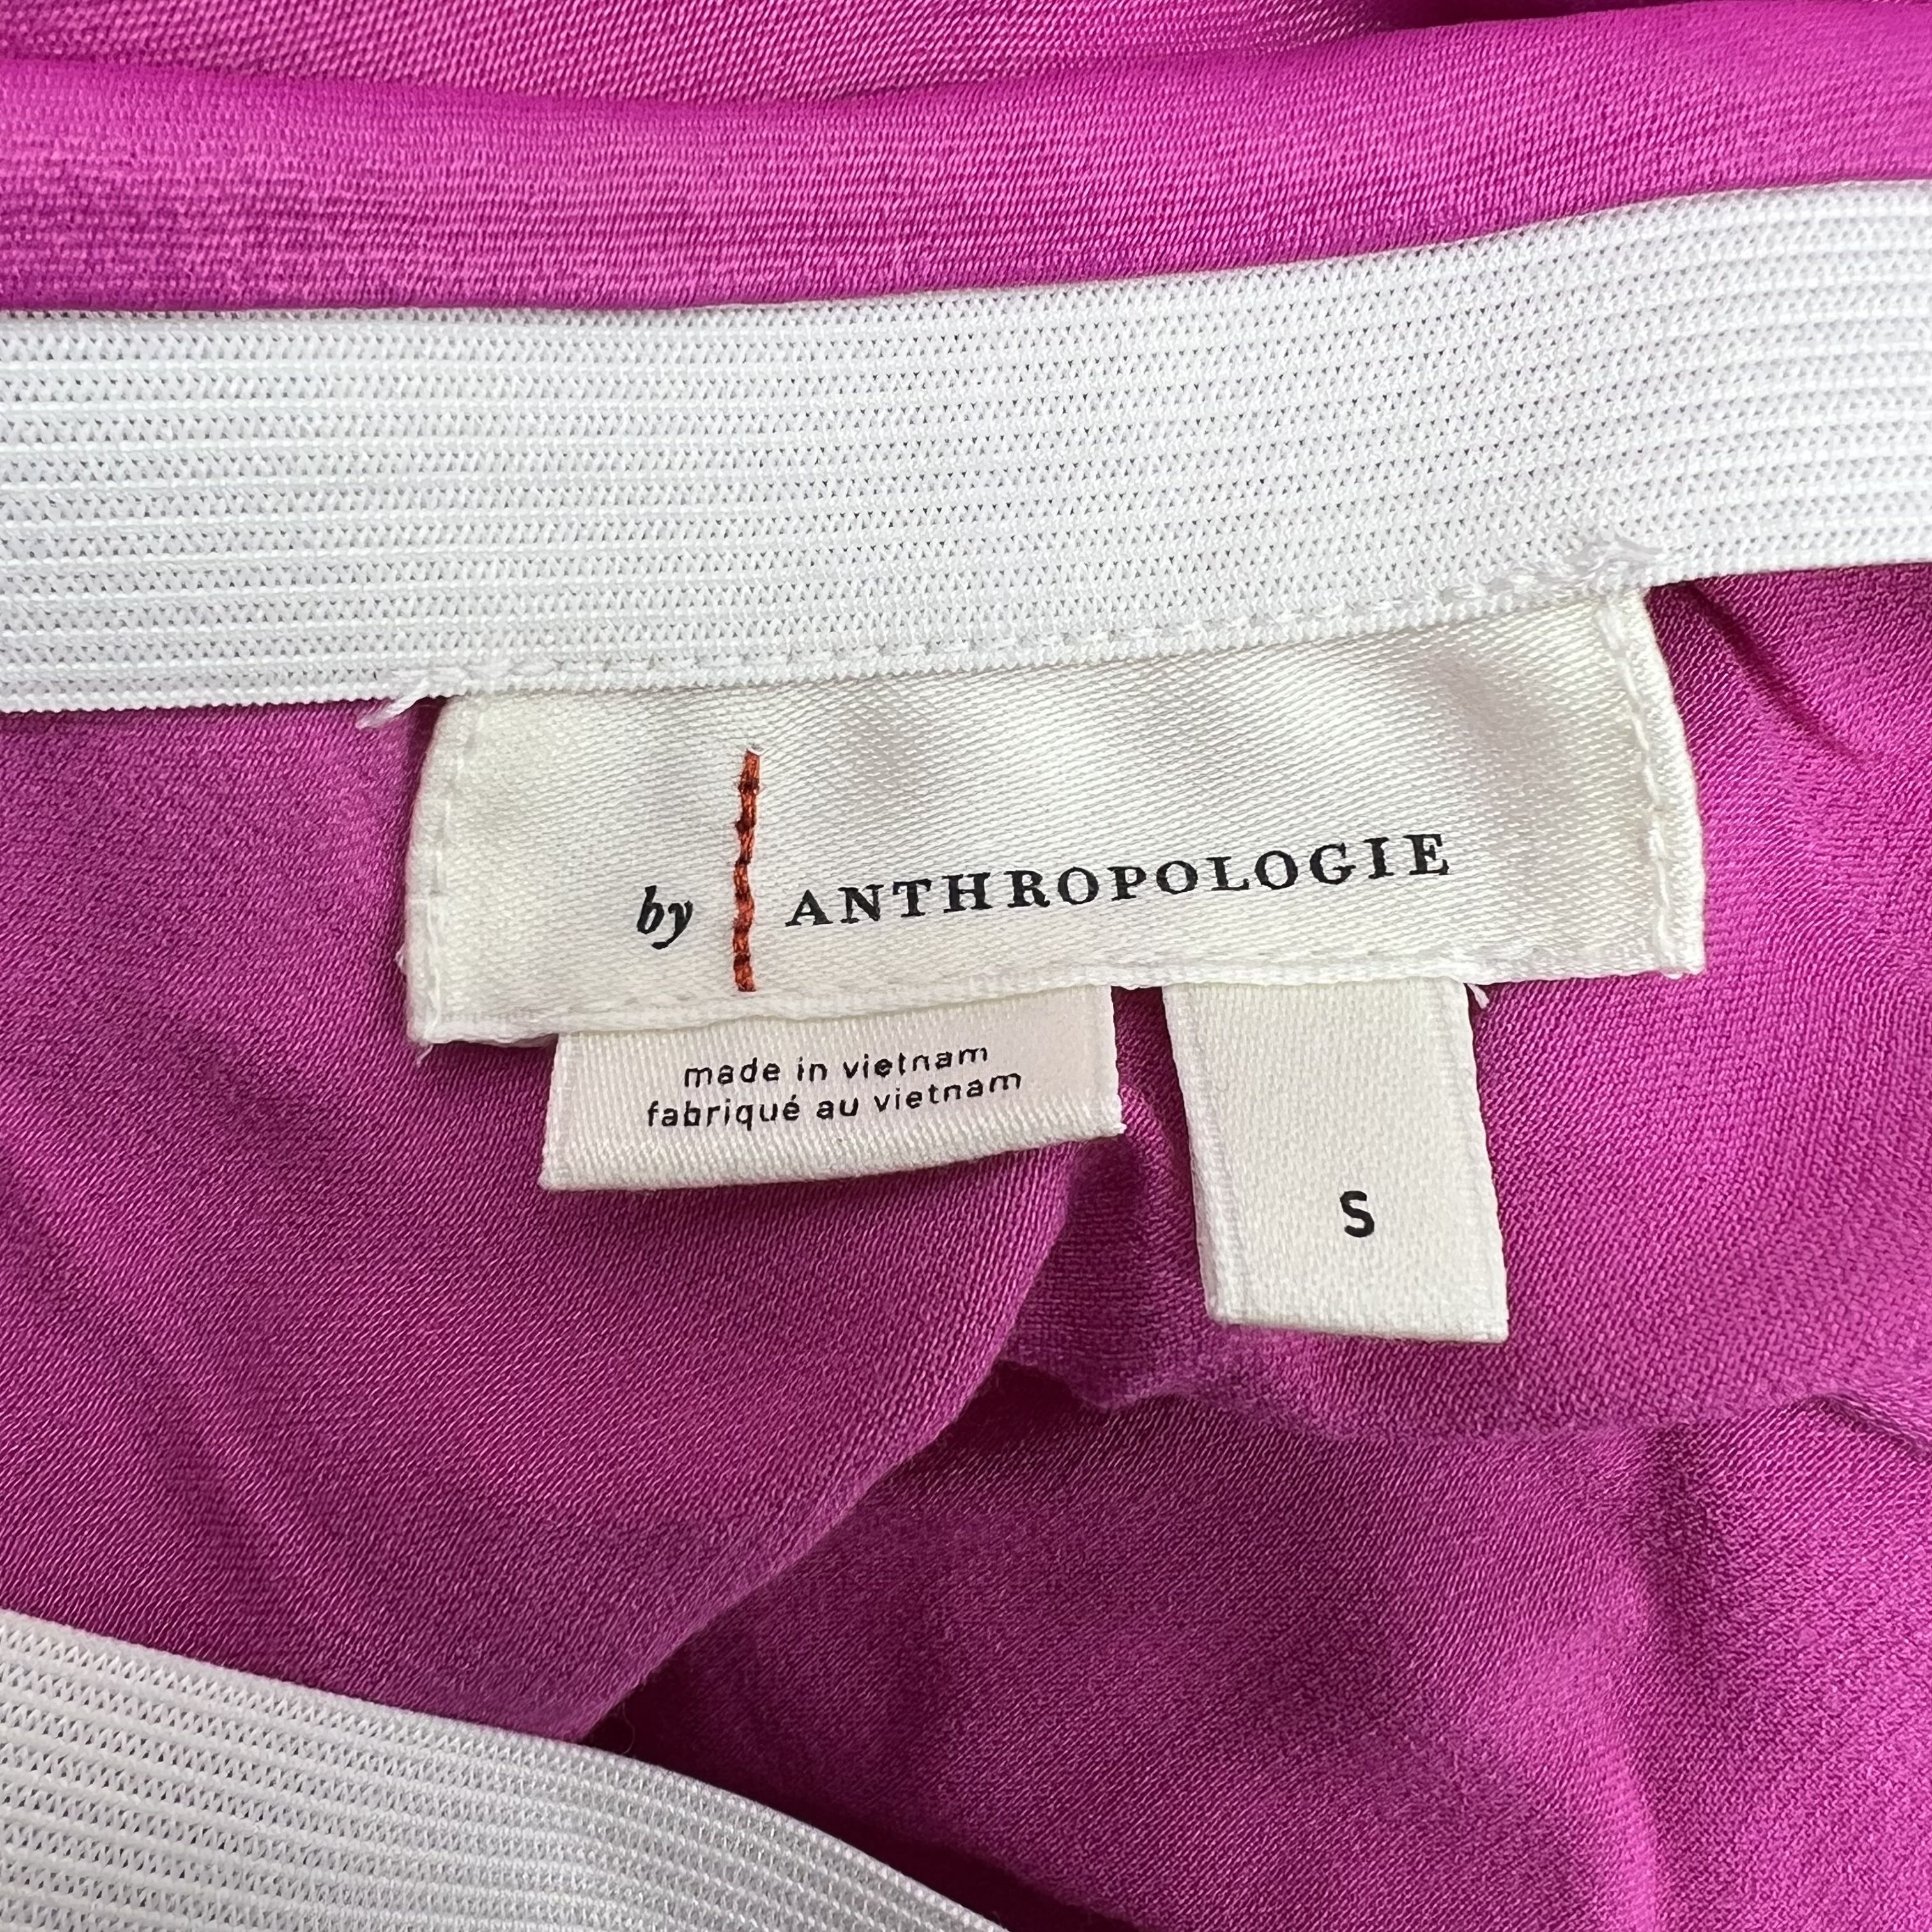 by ANTHROPOLOGIE
made in vietnam
fabriqué au vietnam
S